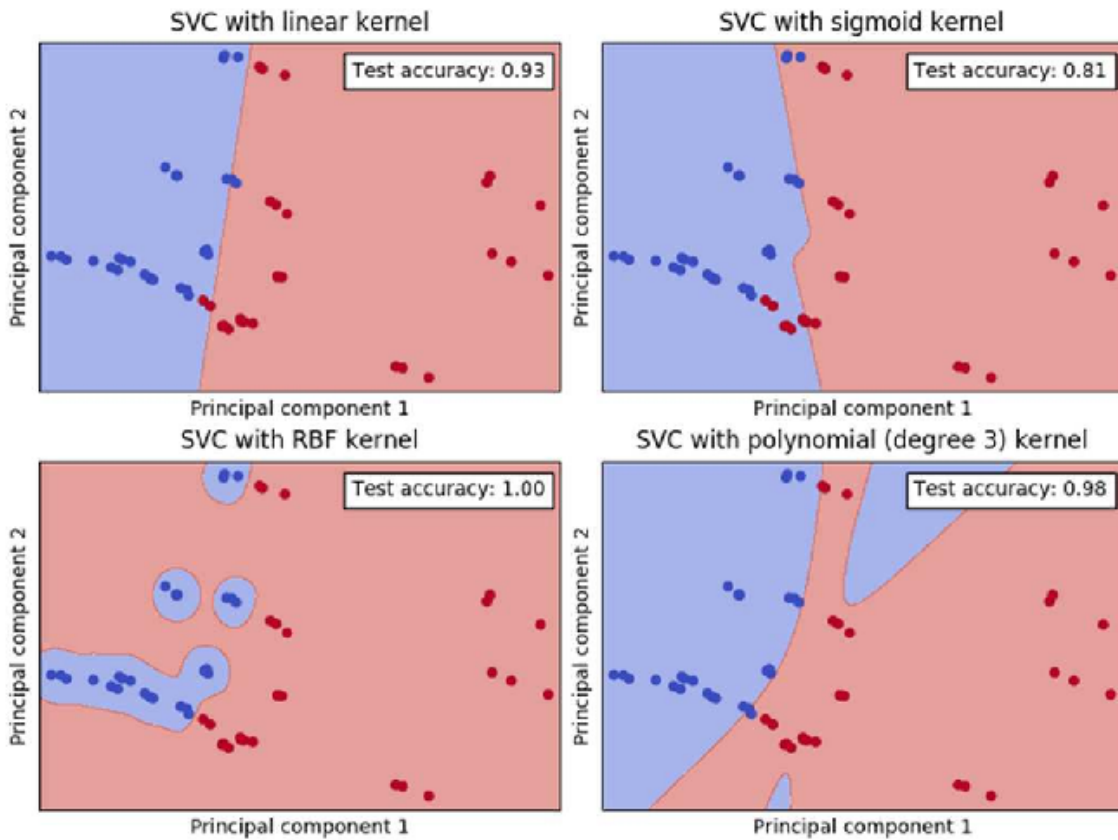 SVC with linear kernel
Test accuracy: 0.93
Principal component 2
Principal component 1
SVC with sigmoid kernel
Test accuracy: 0.81
Principal component 2
Principal component 1
SVC with RBF kernel
Test accuracy: 1.00
Principal component 2
Principal component 1
SVC with polynomial (degree 3) kernel
Test accuracy: 0.98
Principal component 2
Principal component 1